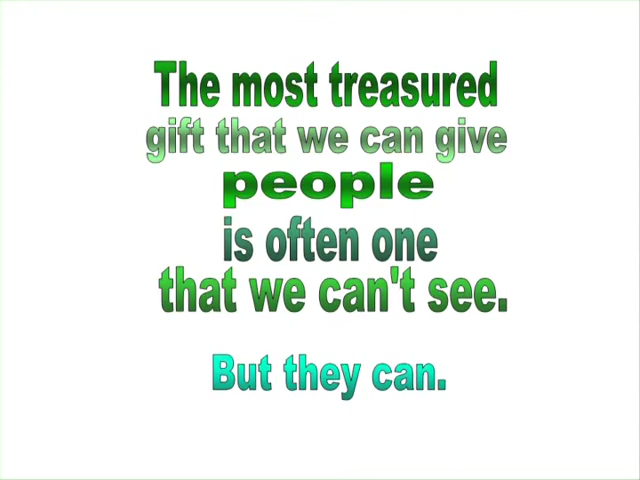 The most treasured
gift that we can give
people
is often one
that we can't see.
But they can.